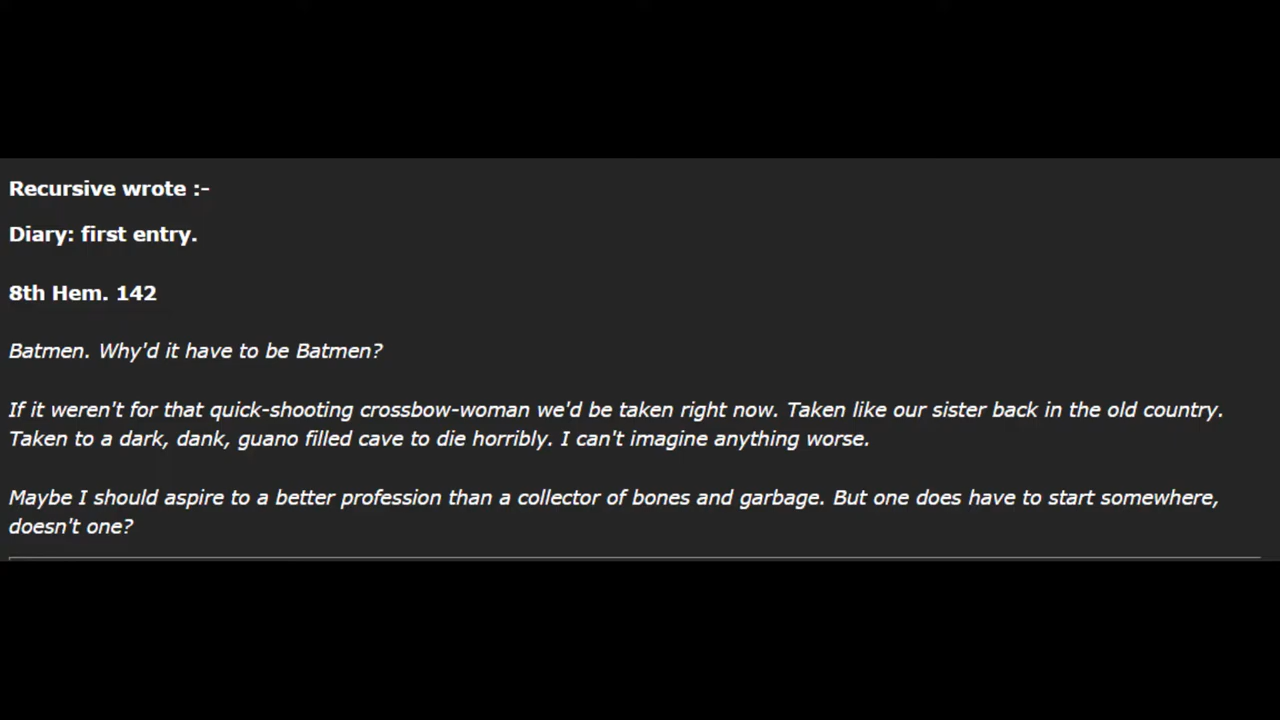 Recursive wrote :-
Diary: first entry.
8th Hem. 142
Batmen. Why'd it have to be Batmen?
If it weren't for that quick-shooting crossbow-woman we'd be taken right now. Taken like our sister back in the old country.
Taken to a dark, dank, guano filled cave to die horribly. I can't imagine anything worse.
Maybe I should aspire to a better profession than a collector of bones and garbage. But one does have to start somewhere,
doesn't one?